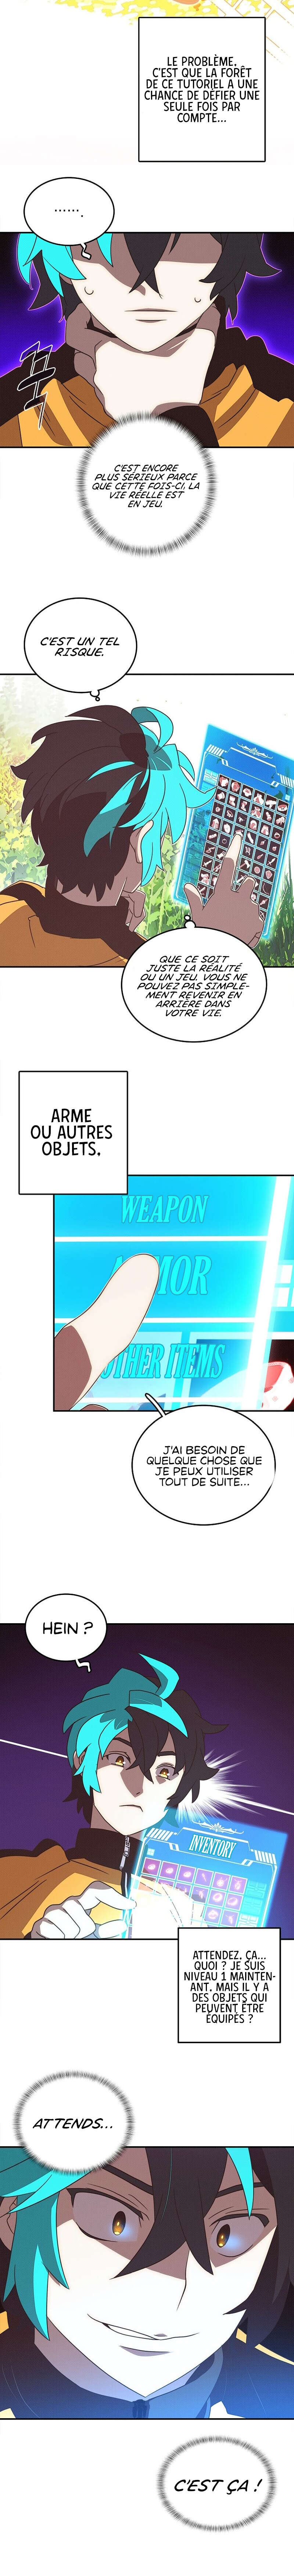 LE PROBLÈME,
C'EST QUE LA FORÊT
DE CE TUTORIEL A UNE
CHANCE DE DÉFIER UNE
SEULE FOIS PAR
COMPTE...
.......
C'EST ENCORE
PLUS SÉRIEUX PARCE
QUE CETTE FOIS-CI, LA
VIE RÉELLE EST
EN JEU.
C'EST UN TEL
RISQUE.
QUE CE SOIT
JUSTE LA RÉALITÉ
OU UN JEU, VOUS NE
POUVEZ PAS SIMPLE-
MENT REVENIR EN
ARRIÈRE DANS
VOTRE VIE.
ARME
OU AUTRES
OBJETS,
WEAPON
OTHER ITEMS
J'AI BESOIN DE
QUELQUE CHOSE QUE
JE PEUX UTILISER
TOUT DE SUITE...
HEIN ?
INVENTORY
ATTENDEZ, ÇA...
QUOI ? JE SUIS
NIVEAU 1 MAINTEN-
ANT, MAIS IL Y A
DES OBJETS QUI
PEUVENT ÊTRE
ÉQUIPÉS ?
ATTENDS...
C'EST ÇA !